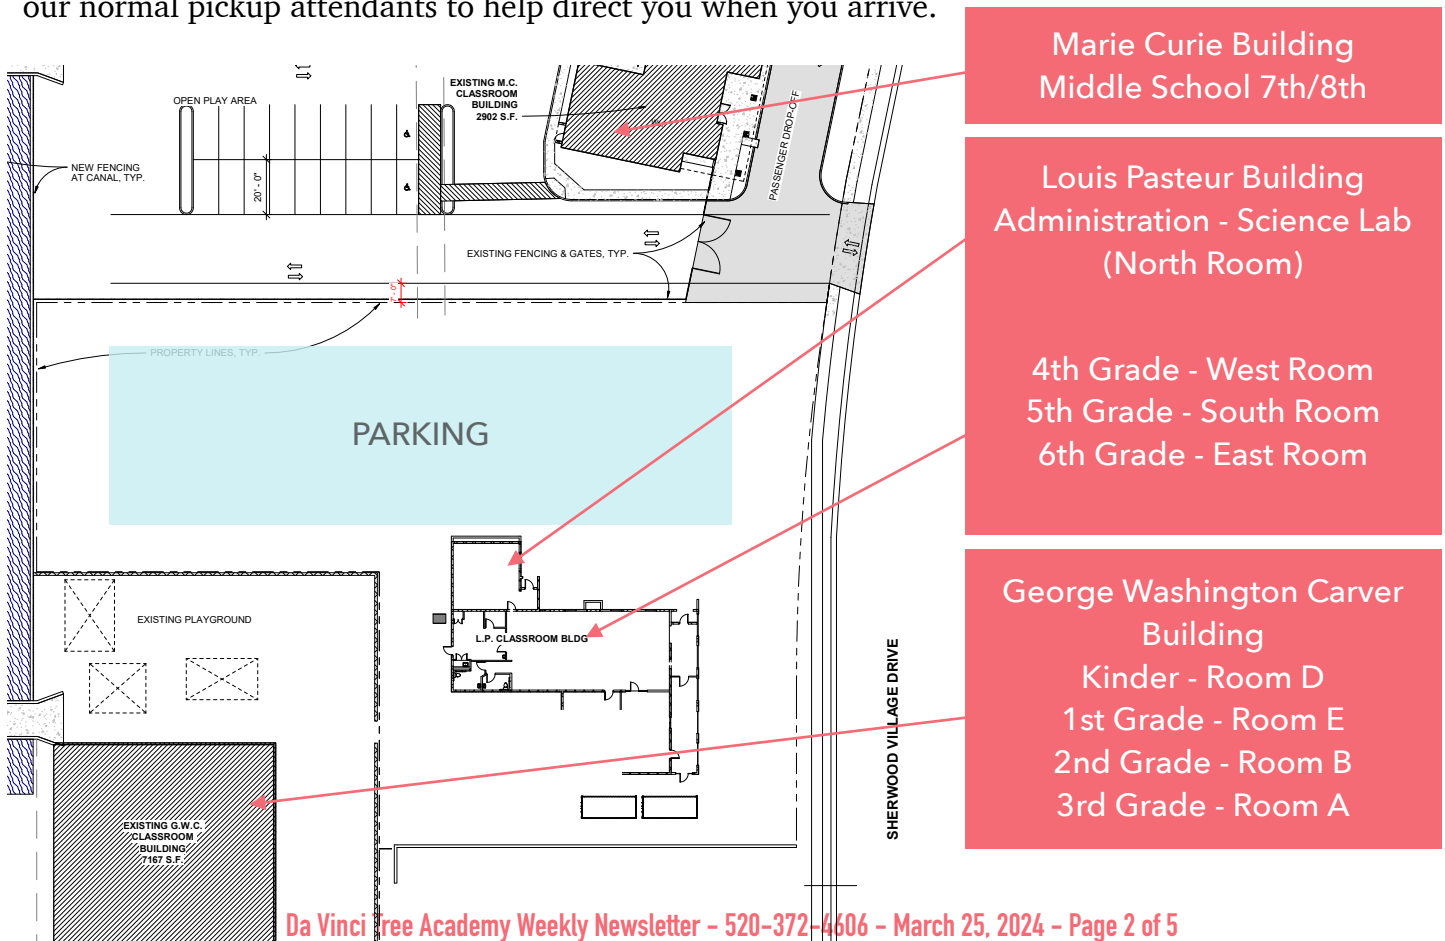 our normal pickup attendants to help direct you when you arrive.
Marie Curie Building
Middle School 7th/8th
Louis Pasteur Building
Administration - Science Lab
(North Room)
4th Grade - West Room
5th Grade - South Room
6th Grade - East Room
George Washington Carver
Building
Kinder - Room D
1st Grade - Room E
2nd Grade - Room B
3rd Grade - Room A
EXISTING M.C.
CLASSROOM
BUILDING
2902 S.F.
OPEN PLAY AREA
PASSENGER DROP-OFF
NEW FENCING
AT CANAL, TYP.
20' - 0"
EXISTING FENCING & GATES, TYP.
PROPERTY LINES, TYP.
PARKING
EXISTING PLAYGROUND
L.P. CLASSROOM BLDG
SHERWOOD VILLAGE DRIVE
EXISTING G.W.C.
CLASSROOM
BUILDING
7167 S.F.
Da Vinci Tree Academy Weekly Newsletter - 520-372-4606 - March 25, 2024 - Page 2 of 5